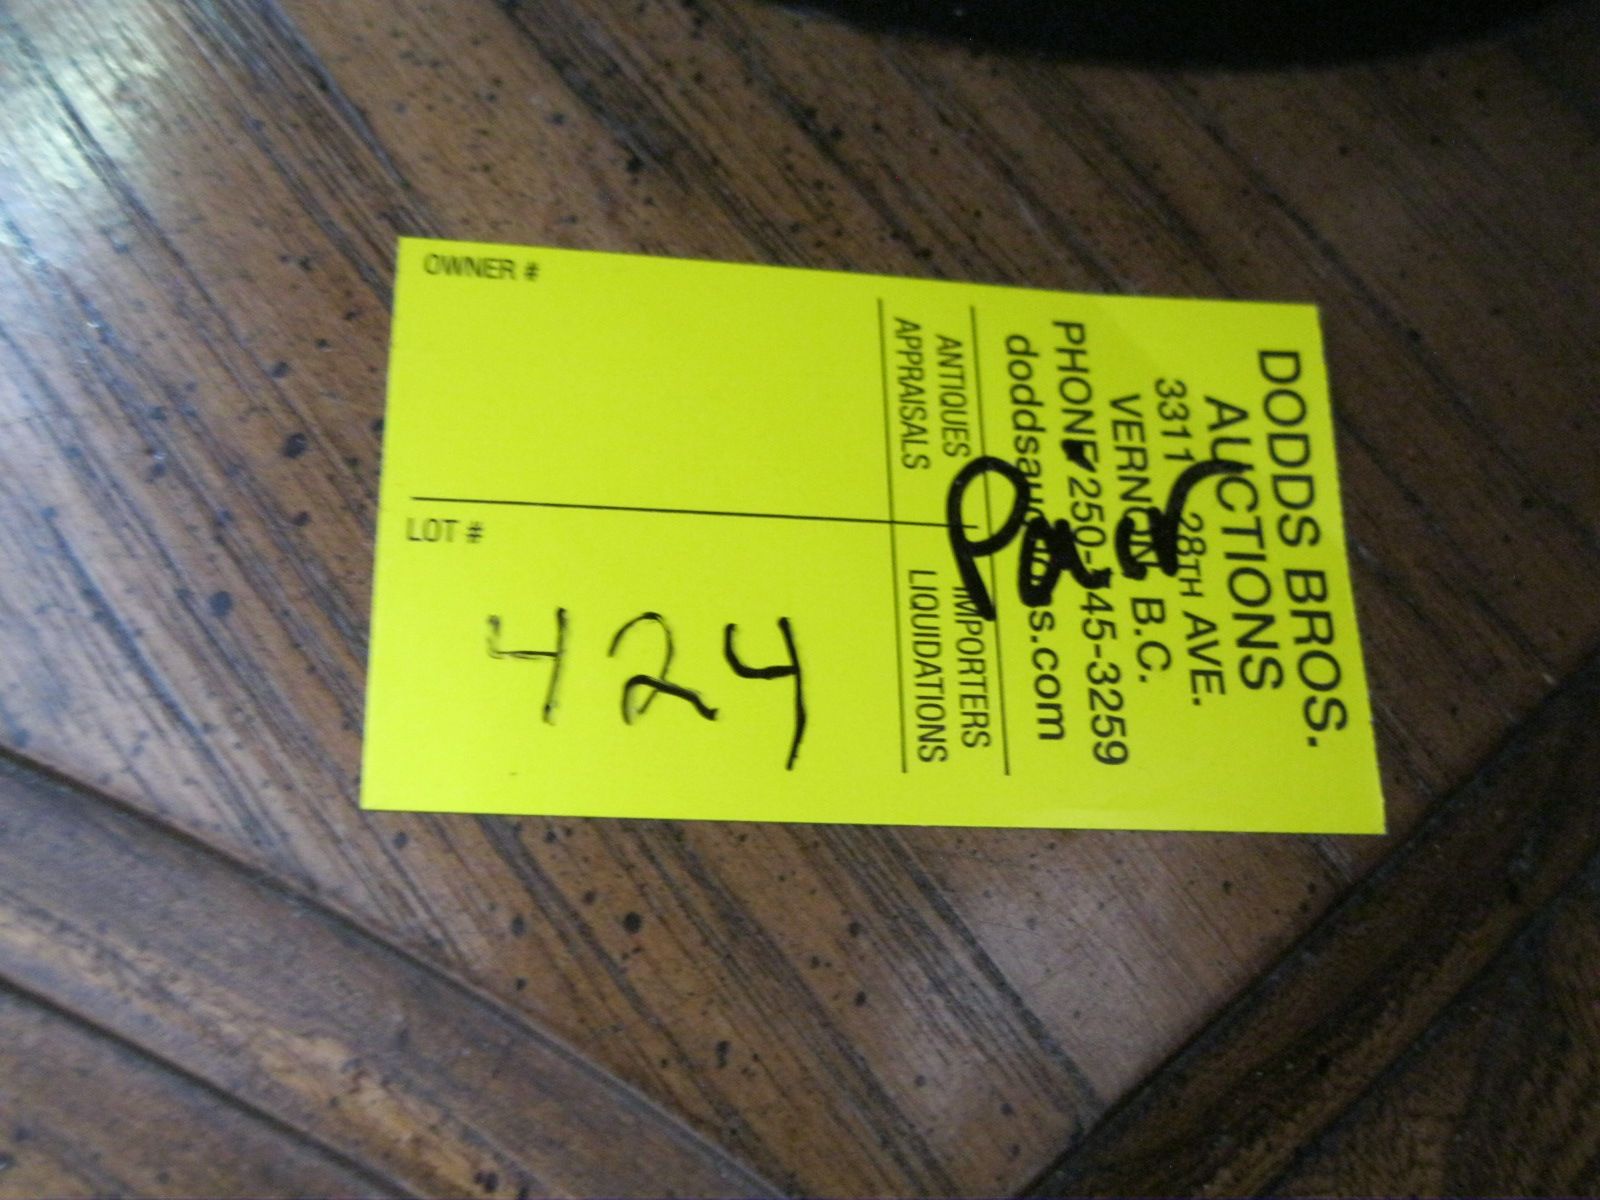 DODDS BROS.
AUCTIONS
3311 28TH AVE.
VERNON, B.C.
PHONE 250-545-3259
doddsauctions.com
Pair
ANTIQUES IMPORTERS
APPRAISALS LIQUIDATIONS
424
OWNER # LOT #